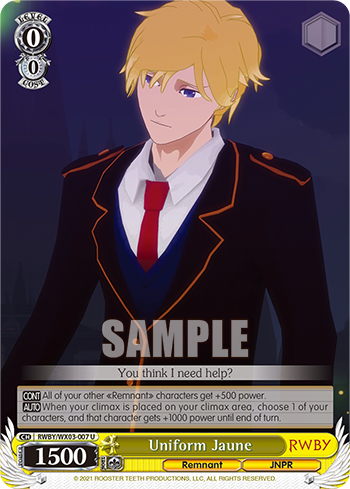 LEVEL
0
0
COST
SAMPLE
You think I need help?
CONT All of your other «Remnant» characters get +500 power.
AUTO When your climax is placed on your climax area, choose 1 of your
characters, and that character gets +1000 power until end of turn.
CH RWBY/WX03-007 U
Uniform Jaune
RWBY
POWER
1500
SOUL
Remnant
JNPR
© 2021 ROOSTER TEETH PRODUCTIONS, LLC, ALL RIGHTS RESERVED.